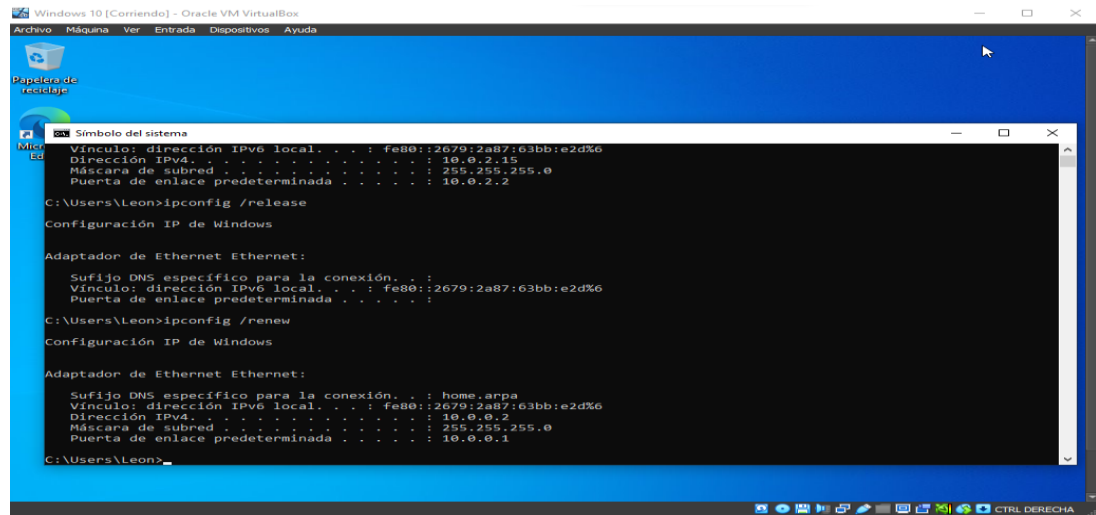 Windows 10 [Corriendo] - Oracle VM VirtualBox
Archivo Máquina Ver Entrada Dispositivos Ayuda
Papelera de
reciclaje
Micr
Ed
Símbolo del sistema
Vínculo: dirección IPv6 local. . . : fe80::2679:2a87:63bb:e2d%6
Dirección IPv4. . . . . . . . . . . . . . : 10.0.2.15
Máscara de subred . . . . . . . . . . . . : 255.255.255.0
Puerta de enlace predeterminada . . . . . : 10.0.2.2
C:\Users\Leon>ipconfig /release
Configuración IP de Windows
Adaptador de Ethernet Ethernet:
Sufijo DNS específico para la conexión. . :
Vínculo: dirección IPv6 local. . . : fe80::2679:2a87:63bb:e2d%6
Puerta de enlace predeterminada . . . . . :
C:\Users\Leon>ipconfig /renew
Configuración IP de Windows
Adaptador de Ethernet Ethernet:
Sufijo DNS específico para la conexión. . : home.arpa
Vínculo: dirección IPv6 local. . . : fe80::2679:2a87:63bb:e2d%6
Dirección IPv4. . . . . . . . . . . . . . : 10.0.0.2
Máscara de subred . . . . . . . . . . . . : 255.255.255.0
Puerta de enlace predeterminada . . . . . : 10.0.0.1
C:\Users\Leon>_
CTRL DERECHA